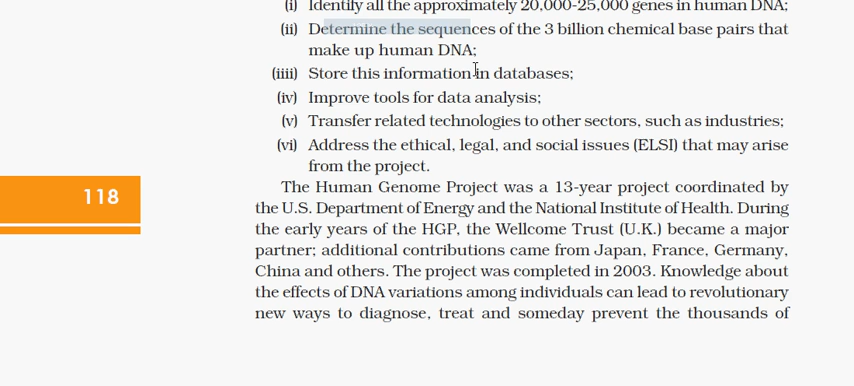 (i) Identify all the approximately 20,000-25,000 genes in human DNA;
(ii) Determine the sequences of the 3 billion chemical base pairs that
make up human DNA;
(iiii) Store this information in databases;
(iv) Improve tools for data analysis;
(v) Transfer related technologies to other sectors, such as industries;
(vi) Address the ethical, legal, and social issues (ELSI) that may arise
from the project.
118
The Human Genome Project was a 13-year project coordinated by
the U.S. Department of Energy and the National Institute of Health. During
the early years of the HGP, the Wellcome Trust (U.K.) became a major
partner; additional contributions came from Japan, France, Germany,
China and others. The project was completed in 2003. Knowledge about
the effects of DNA variations among individuals can lead to revolutionary
new ways to diagnose, treat and someday prevent the thousands of